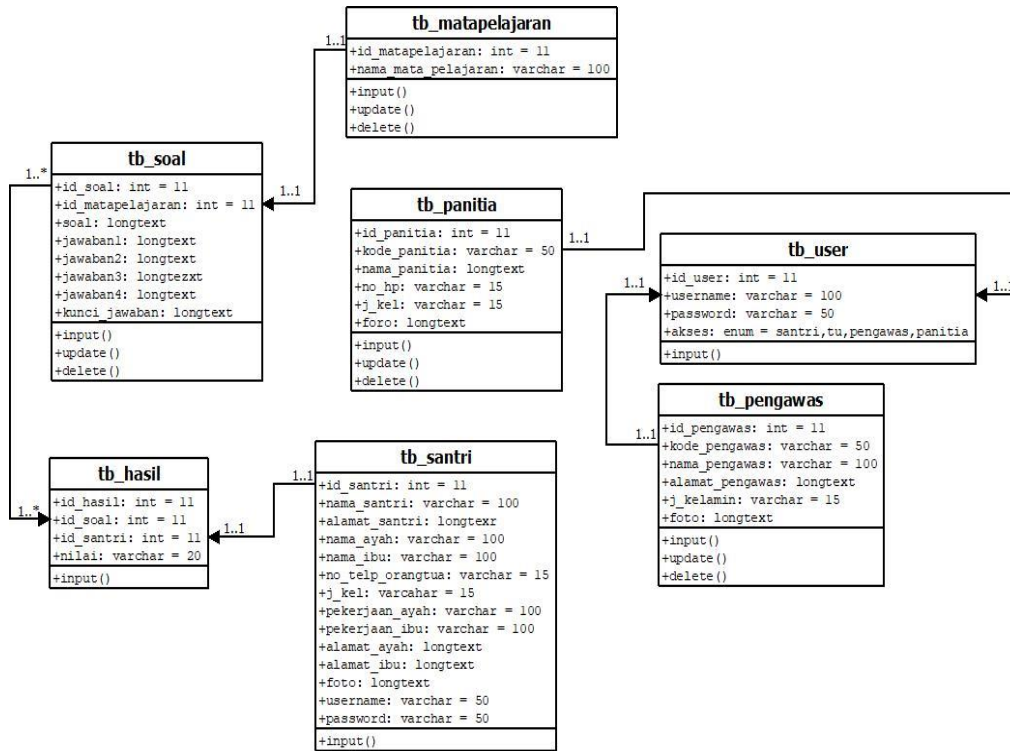 tb_matapelajaran
+id_matapelajaran: int = 11
+nama_mata_pelajaran: varchar = 100
+input()
+update()
+delete()
1..1
1..1
tb_soal
+id_soal: int = 11
+id_matapelajaran: int = 11
+soal: longtext
+jawaban1: longtext
+jawaban2: longtext
+jawaban3: longtezxt
+jawaban4: longtext
+kunci_jawaban: longtext
+input()
+update()
+delete()
1..*
1..*
tb_panitia
+id_panitia: int = 11
+kode_panitia: varchar = 50
+nama_panitia: longtext
+no_hp: varchar = 15
+j_kel: varchar = 15
+foro: longtext
+input()
+update()
+delete()
1..1
1..1
tb_user
+id_user: int = 11
+username: varchar = 100
+password: varchar = 50
+akses: enum = santri,tu,pengawas,panitia
+input()
1..1
1..1
tb_pengawas
+id_pengawas: int = 11
+kode_pengawas: varchar = 50
+nama_pengawas: varchar = 100
+alamat_pengawas: longtext
+j_kelamin: varchar = 15
+foto: longtext
+input()
+update()
+delete()
tb_hasil
+id_hasil: int = 11
+id_soal: int = 11
+id_santri: int = 11
+nilai: varchar = 20
+input()
1..1
1..1
tb_santri
+id_santri: int = 11
+nama_santri: varchar = 100
+alamat_santri: longtexr
+nama_ayah: varchar = 100
+nama_ibu: varchar = 100
+no_telp_orangtua: varchar = 15
+j_kel: varcahar = 15
+pekerjaan_ayah: varchar = 100
+pekerjaan_ibu: varchar = 100
+alamat_ayah: longtext
+alamat_ibu: longtext
+foto: longtext
+username: varchar = 50
+password: varchar = 50
+input()